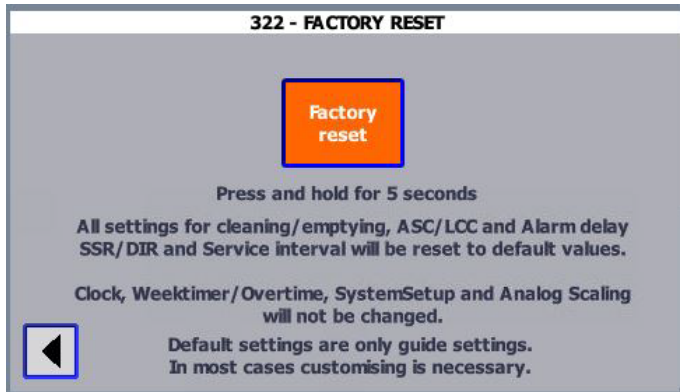 322 - FACTORY RESET
Factory
reset
Press and hold for 5 seconds
All settings for cleaning/emptying, ASC/LCC and Alarm delay
SSR/DIR and Service interval will be reset to default values.
Clock, Weektimer/Overtime, SystemSetup and Analog Scaling
will not be changed.
Default settings are only guide settings.
In most cases customising is necessary.